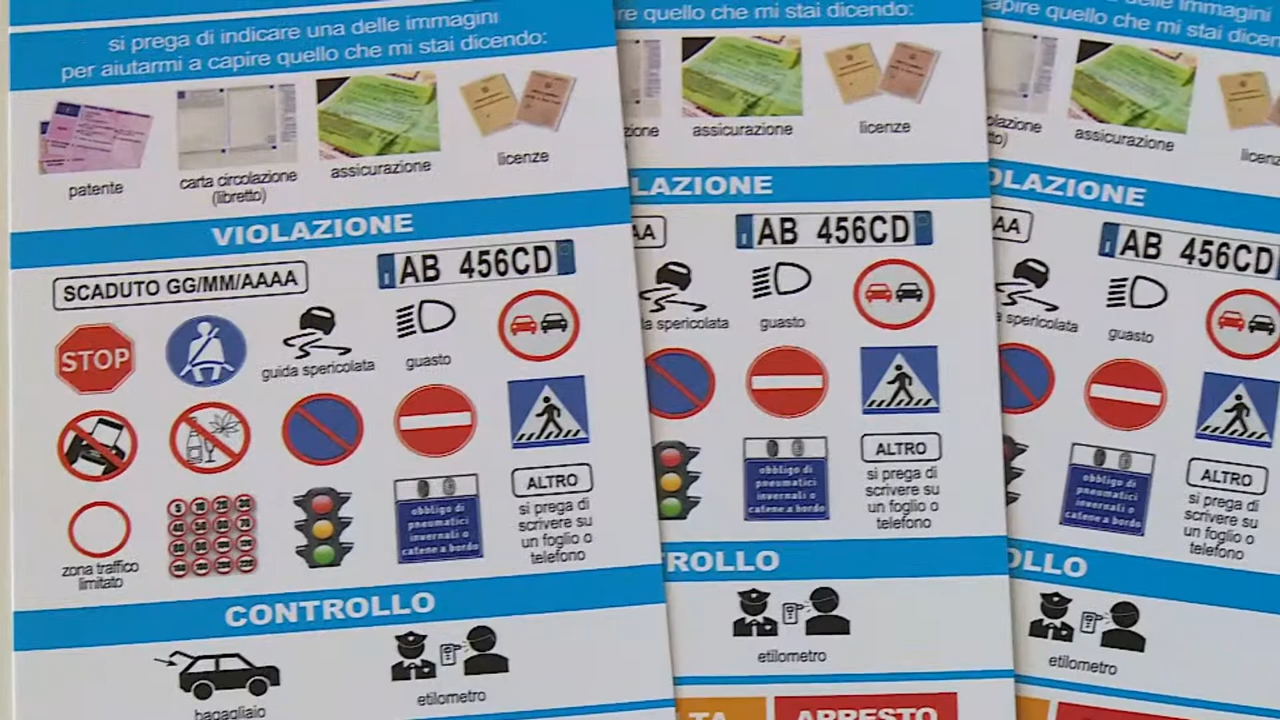 si prega di indicare una delle immagini
per aiutarmi a capire quello che mi stai dicendo:
patente
carta circolazione
(libretto)
assicurazione
licenze
VIOLAZIONE
SCADUTO GG/MM/AAAA
AB 456CD
STOP
guida spericolata
guasto
obbligo di
pneumatici
invernali o
catene a bordo
ALTRO
si prega di
scrivere su
un foglio o
telefono
zona traffico
limitato
CONTROLLO
bagagliaio
etilometro
re quello che mi stai dicendo:
zione
assicurazione
licenze
LAZIONE
AA
AB 456CD
a spericolata
guasto
obbligo di
pneumatici
invernali o
catene a bordo
ALTRO
si prega di
scrivere su
un foglio o
telefono
ROLLO
etilometro
LTA
ARRESTO
delle immagini
apire quello che mi stai dicen
olazione
to)
assicurazione
licenz
OLAZIONE
AA
AB 456CD
a spericolata
guasto
obbligo di
pneumatici
invernali o
catene a bordo
ALTRO
si prega di
scrivere su
un foglio o
telefono
OLLO
etilometro